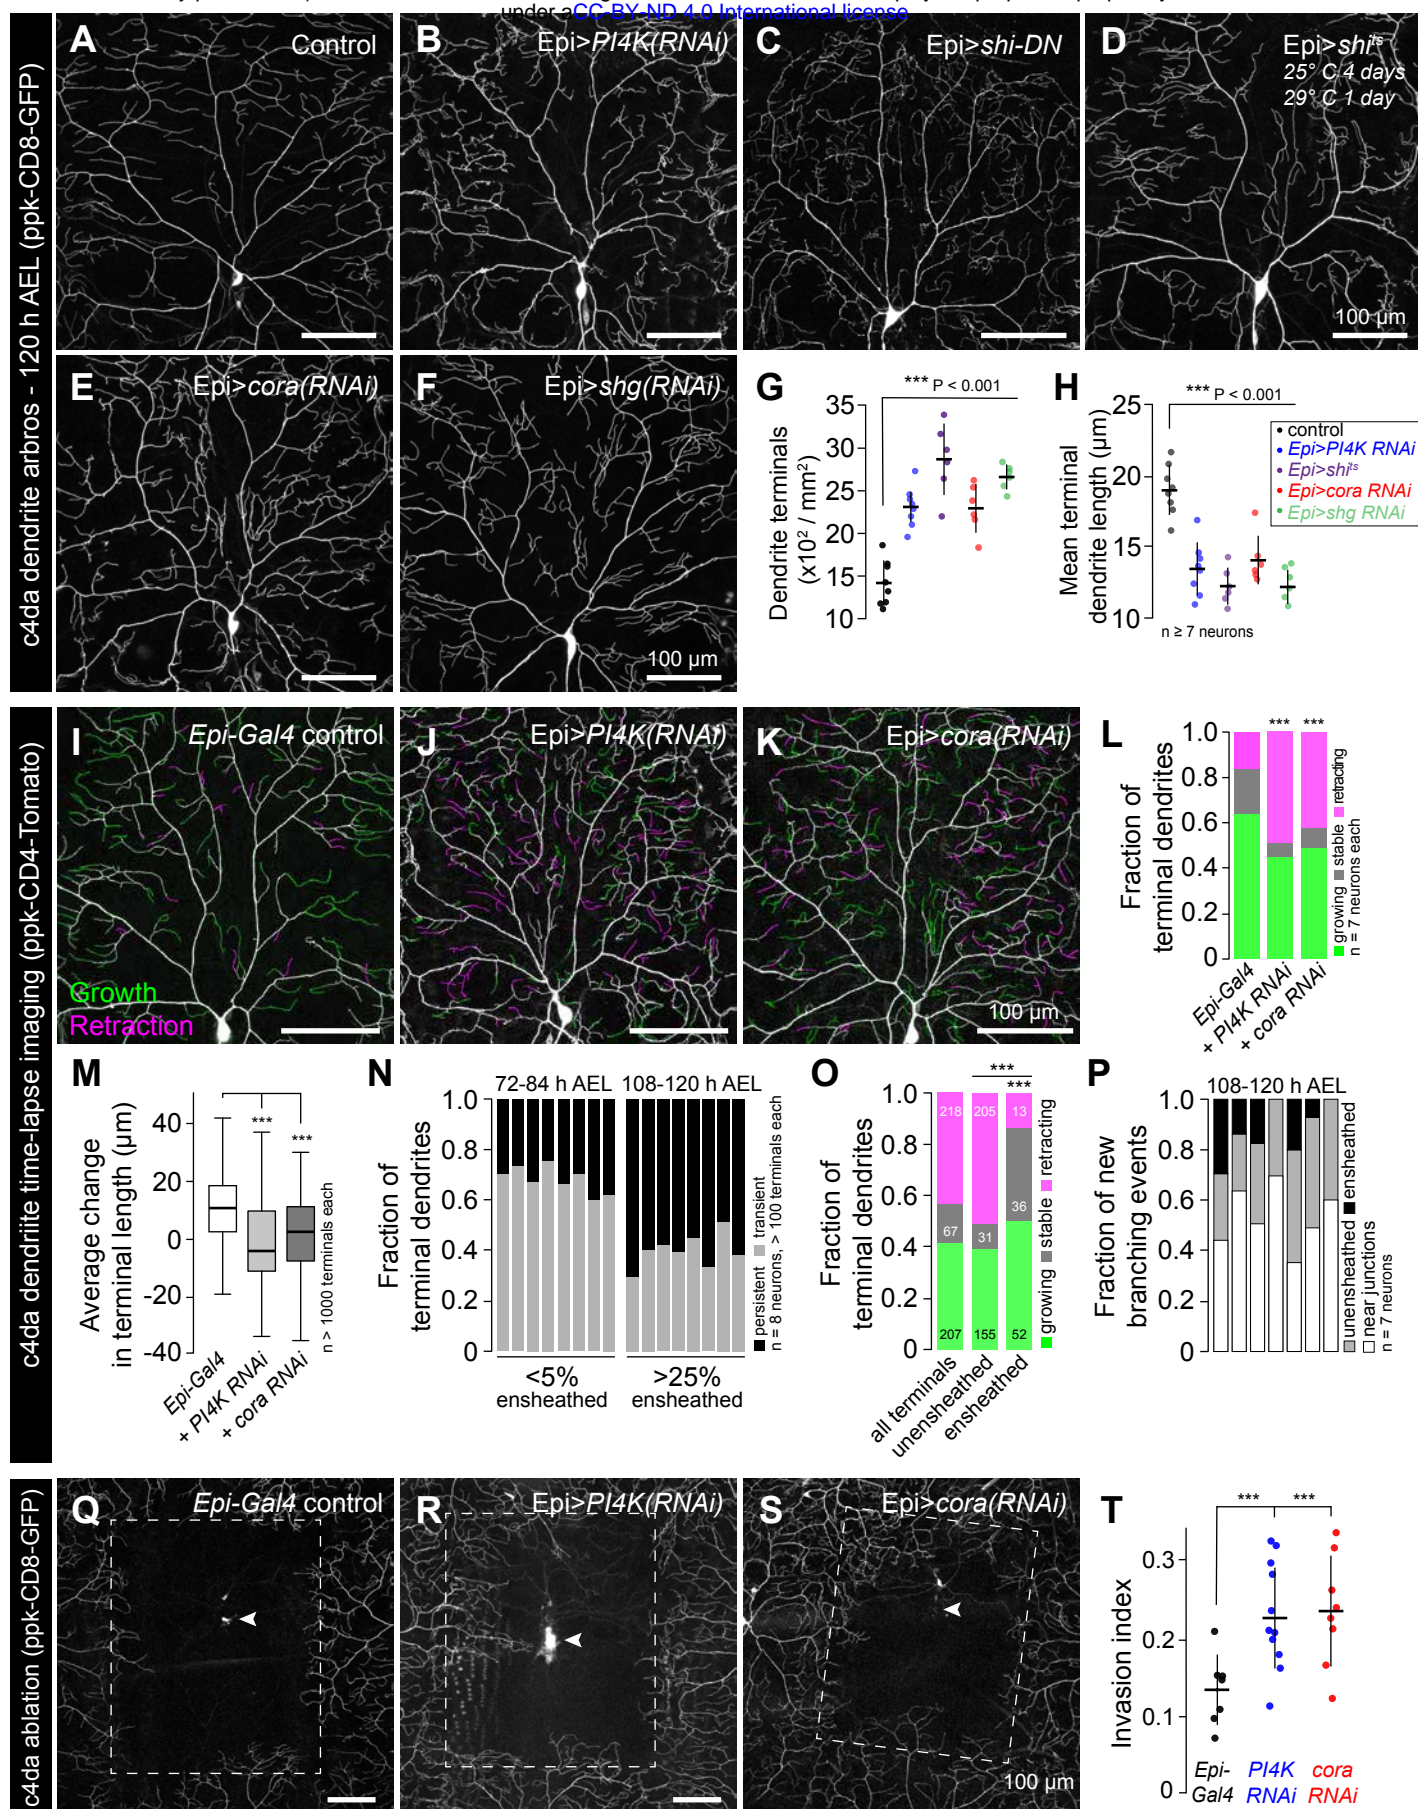 under aCC-BY-ND 4.0 International license
c4da dendrite arbros - 120 h AEL (ppk-CD8-GFP)
A
Control
B
Epi>PI4K(RNAi)
C
Epi>shi-DN
D
Epi>shi^ts
25° C 4 days
29° C 1 day
100 µm
E
Epi>cora(RNAi)
F
Epi>shg(RNAi)
100 µm
G
Dendrite terminals
(x10² / mm²)
35
30
25
20
15
10
*** P < 0.001
H
Mean terminal
dendrite length (µm)
25
20
15
10
*** P < 0.001
control
Epi>PI4K RNAi
Epi>shi^ts
Epi>cora RNAi
Epi>shg RNAi
n ≥ 7 neurons
c4da dendriite time-lapse imaging (ppk-CD4-Tomato)
I
Epi-Gal4 control
Growth
Retraction
J
Epi>PI4K(RNAi)
K
Epi>cora(RNAi)
100 µm
L
Fraction of
terminal dendrites
1.0
0.8
0.6
0.4
0.2
0
*** ***
growing stable retracting
n = 7 neurons each
Epi-Gal4
+ PI4K RNAi
+ cora RNAi
M
Average change
in terminal length (µm)
40
20
0
-20
-40
***
***
n > 1000 terminals each
Epi-Gal4
+ PI4K RNAi
+ cora RNAi
N
Fraction of
terminal dendrites
72-84 h AEL 108-120 h AEL
1.0
0.8
0.6
0.4
0.2
0
<5%
ensheathed
>25%
ensheathed
persistent transient
n = 8 neurons, > 100 terminals each
O
Fraction of
terminal dendrites
1.0
0.8
0.6
0.4
0.2
0
***
***
218 205 13
67 31 36
207 155 52
all terminals
unensheathed
ensheathed
growing stable retracting
P
Fraction of new
branching events
108-120 h AEL
1.0
0.8
0.6
0.4
0.2
0
unensheathed ensheathed
near junctions
n = 7 neurons
c4da ablation (ppk-CD8-GFP)
Q
Epi-Gal4 control
R
Epi>PI4K(RNAi)
S
Epi>cora(RNAi)
100 µm
T
Invasion index
0.3
0.2
0.1
0
*** ***
Epi- PI4K cora
Gal4 RNAi RNAi